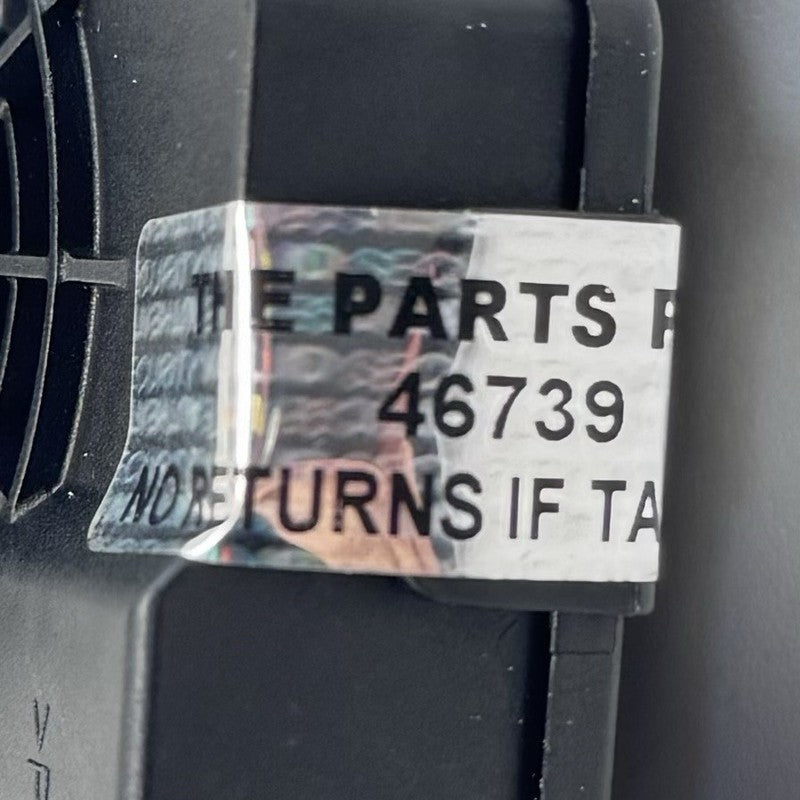 THE PARTS
46739
NO RETURNS IF TA